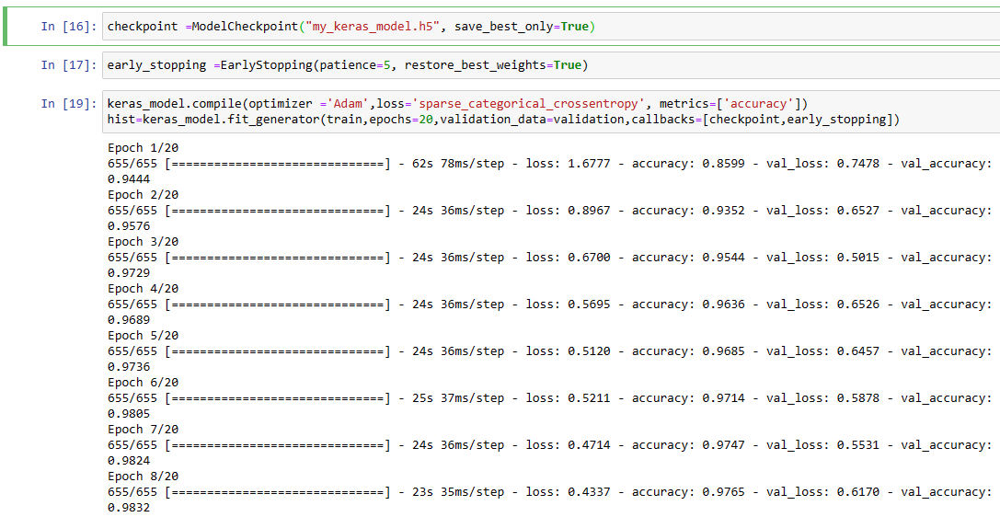 In [16]: checkpoint =ModelCheckpoint("my_keras_model.h5", save_best_only=True)
In [17]: early_stopping =EarlyStopping(patience=5, restore_best_weights=True)
In [19]: keras_model.compile(optimizer ='Adam',loss='sparse_categorical_crossentropy', metrics=['accuracy'])
hist=keras_model.fit_generator(train,epochs=20,validation_data=validation,callbacks=[checkpoint,early_stopping])
Epoch 1/20
655/655 [==============================] - 62s 78ms/step - loss: 1.6777 - accuracy: 0.8599 - val_loss: 0.7478 - val_accuracy:
0.9444
Epoch 2/20
655/655 [==============================] - 24s 36ms/step - loss: 0.8967 - accuracy: 0.9352 - val_loss: 0.6527 - val_accuracy:
0.9576
Epoch 3/20
655/655 [==============================] - 24s 36ms/step - loss: 0.6700 - accuracy: 0.9544 - val_loss: 0.5015 - val_accuracy:
0.9729
Epoch 4/20
655/655 [==============================] - 24s 36ms/step - loss: 0.5695 - accuracy: 0.9636 - val_loss: 0.6526 - val_accuracy:
0.9689
Epoch 5/20
655/655 [==============================] - 24s 36ms/step - loss: 0.5120 - accuracy: 0.9685 - val_loss: 0.6457 - val_accuracy:
0.9736
Epoch 6/20
655/655 [==============================] - 25s 37ms/step - loss: 0.5211 - accuracy: 0.9714 - val_loss: 0.5878 - val_accuracy:
0.9805
Epoch 7/20
655/655 [==============================] - 24s 36ms/step - loss: 0.4714 - accuracy: 0.9747 - val_loss: 0.5531 - val_accuracy:
0.9824
Epoch 8/20
655/655 [==============================] - 23s 35ms/step - loss: 0.4337 - accuracy: 0.9765 - val_loss: 0.6170 - val_accuracy:
0.9832